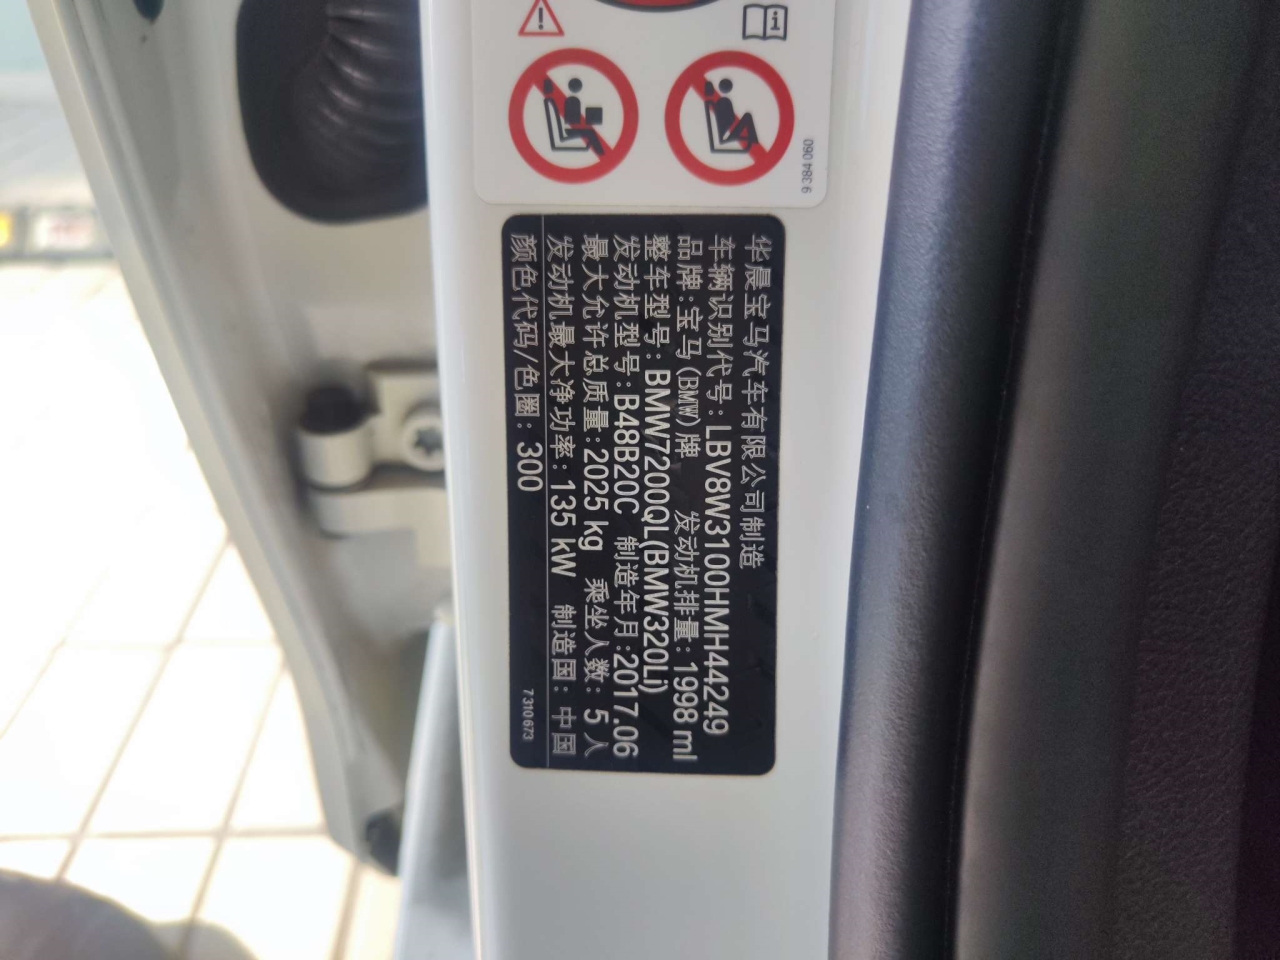 9 384 060
华晨宝马汽车有限公司制造
车辆识别代号: LBV8W3100HMH44249
品牌: 宝马(BMW)牌 发动机排量: 1998 ml
整车型号: BMW7200QL(BMW320Li)
发动机型号: B48B20C 制造年月: 2017.06
最大允许总质量: 2025 kg 乘坐人数: 5 人
发动机最大净功率: 135 kW 制造国: 中国
颜色代码/色圈: 300
7310 673